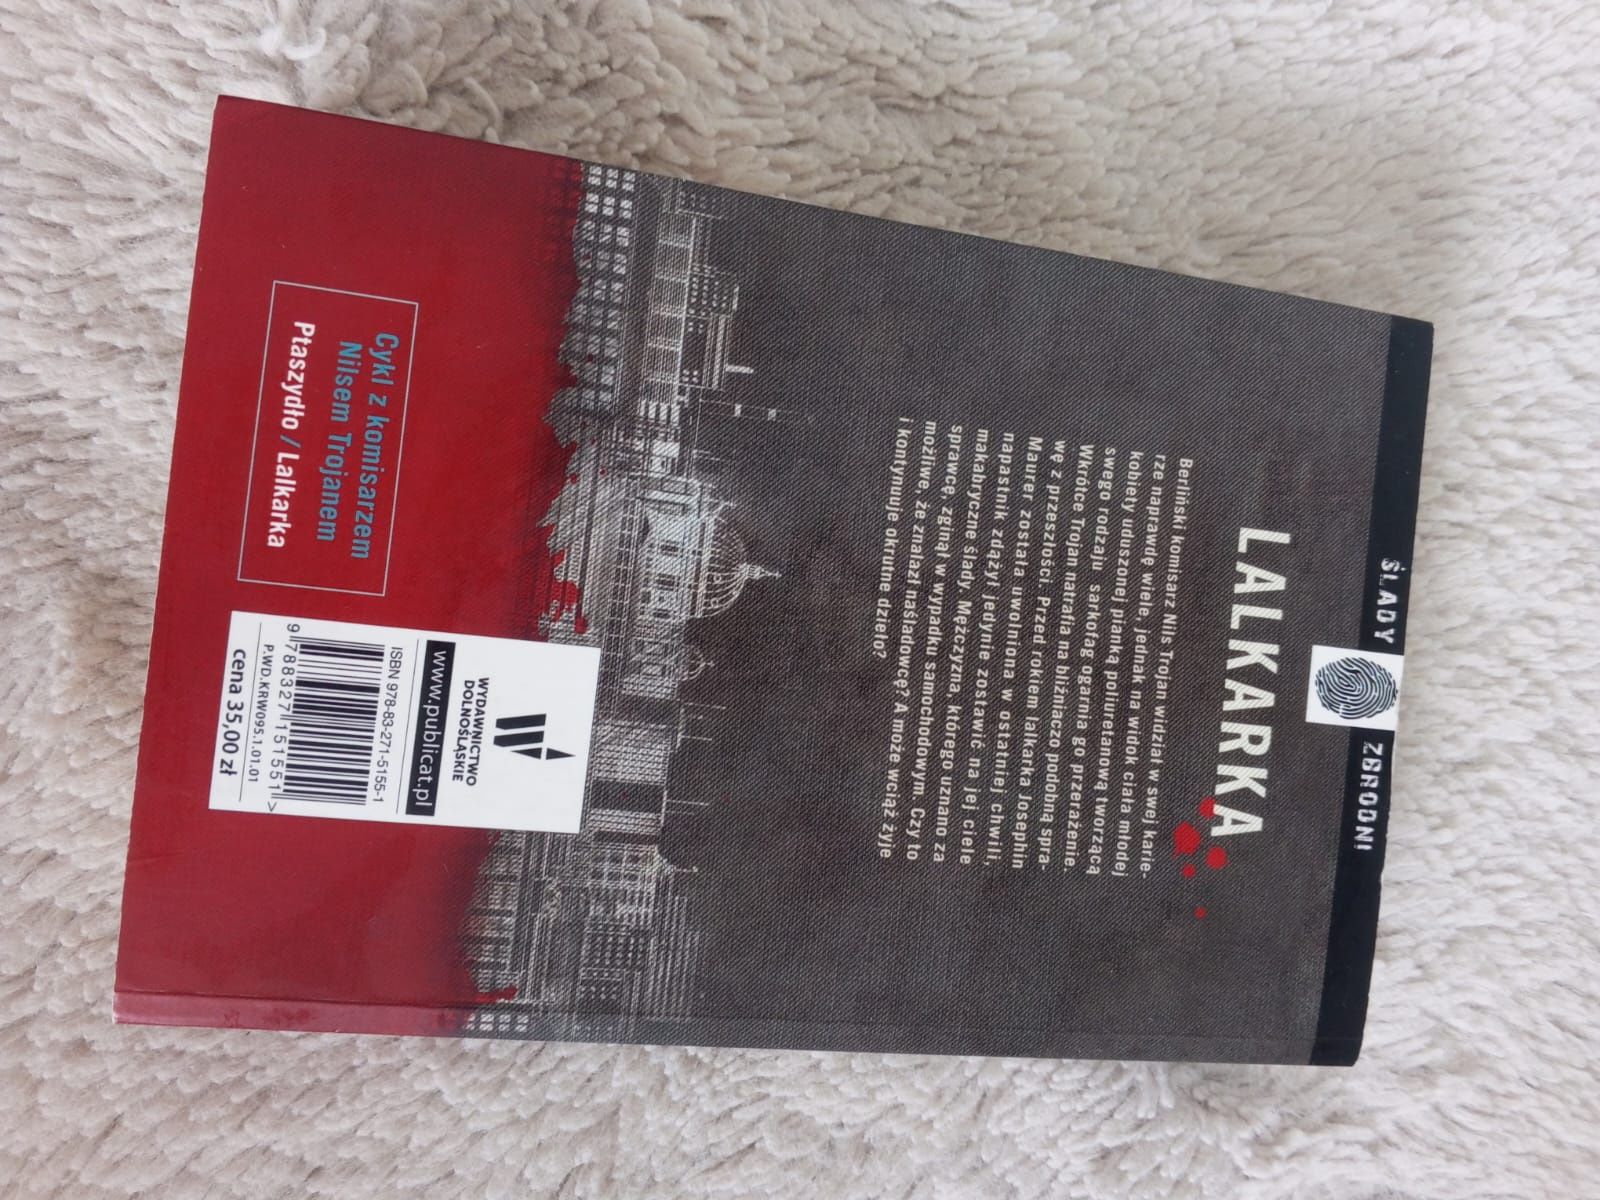 ŚLADY ZBRODNI
LALKARKA
Berliński komisarz Nils Trojan widział w swej karie-
rze naprawdę wiele, jednak na widok ciała młodej
kobiety uduszonej pianką poliuretanową tworzącą
swego rodzaju sarkofag ogarnia go przerażenie.
Wkrótce Trojan natrafia na bliźniaczo podobną spra-
wę z przeszłości. Przed rokiem lalkarka Josephin
Maurer została uwolniona w ostatniej chwili,
napastnik zdążył jedynie zostawić na jej ciele
makabryczne ślady. Mężczyzna, którego uznano za
sprawcę, zginął w wypadku samochodowym. Czy to
możliwe, że znalazł naśladowcę? A może wciąż żyje
i kontynuuje okrutne dzieło?
Cykl z komisarzem
Nilsem Trojanem
Ptaszydło / Lalkarka
WYDAWNICTWO
DOLNOŚLĄSKIE
www.publicat.pl
ISBN 978-83-271-5155-1
9 788327 151551 >
P.WD.KRW095.1.01.01
cena 35,00 zł